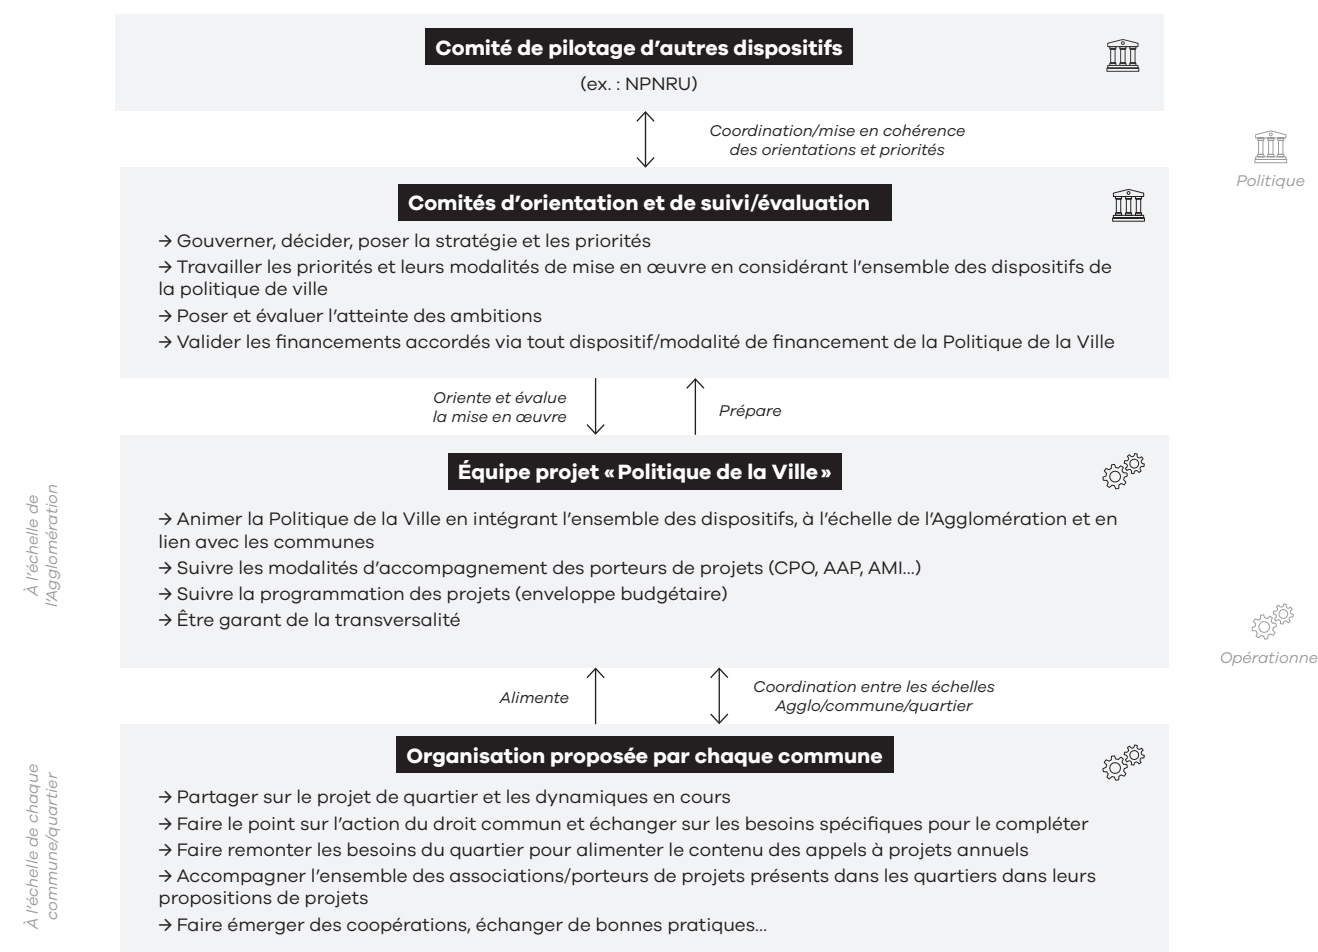 Comité de pilotage d’autres dispositifs
(ex. : NPNRU)
Coordination/mise en cohérence
des orientations et priorités
Politique
Comités d’orientation et de suivi/évaluation
→ Gouverner, décider, poser la stratégie et les priorités
→ Travailler les priorités et leurs modalités de mise en œuvre en considérant l’ensemble des dispositifs de
la politique de ville
→ Poser et évaluer l’atteinte des ambitions
→ Valider les financements accordés via tout dispositif/modalité de financement de la Politique de la Ville
Oriente et évalue
la mise en œuvre
Prépare
À l’échelle de
l’Agglomération
Équipe projet « Politique de la Ville »
→ Animer la Politique de la Ville en intégrant l’ensemble des dispositifs, à l’échelle de l’Agglomération et en
lien avec les communes
→ Suivre les modalités d’accompagnement des porteurs de projets (CPO, AAP, AMI...)
→ Suivre la programmation des projets (enveloppe budgétaire)
→ Être garant de la transversalité
Opérationne
Alimente
Coordination entre les échelles
Agglo/commune/quartier
À l’échelle de chaque
commune/quartier
Organisation proposée par chaque commune
→ Partager sur le projet de quartier et les dynamiques en cours
→ Faire le point sur l’action du droit commun et échanger sur les besoins spécifiques pour le compléter
→ Faire remonter les besoins du quartier pour alimenter le contenu des appels à projets annuels
→ Accompagner l’ensemble des associations/porteurs de projets présents dans les quartiers dans leurs
propositions de projets
→ Faire émerger des coopérations, échanger de bonnes pratiques...